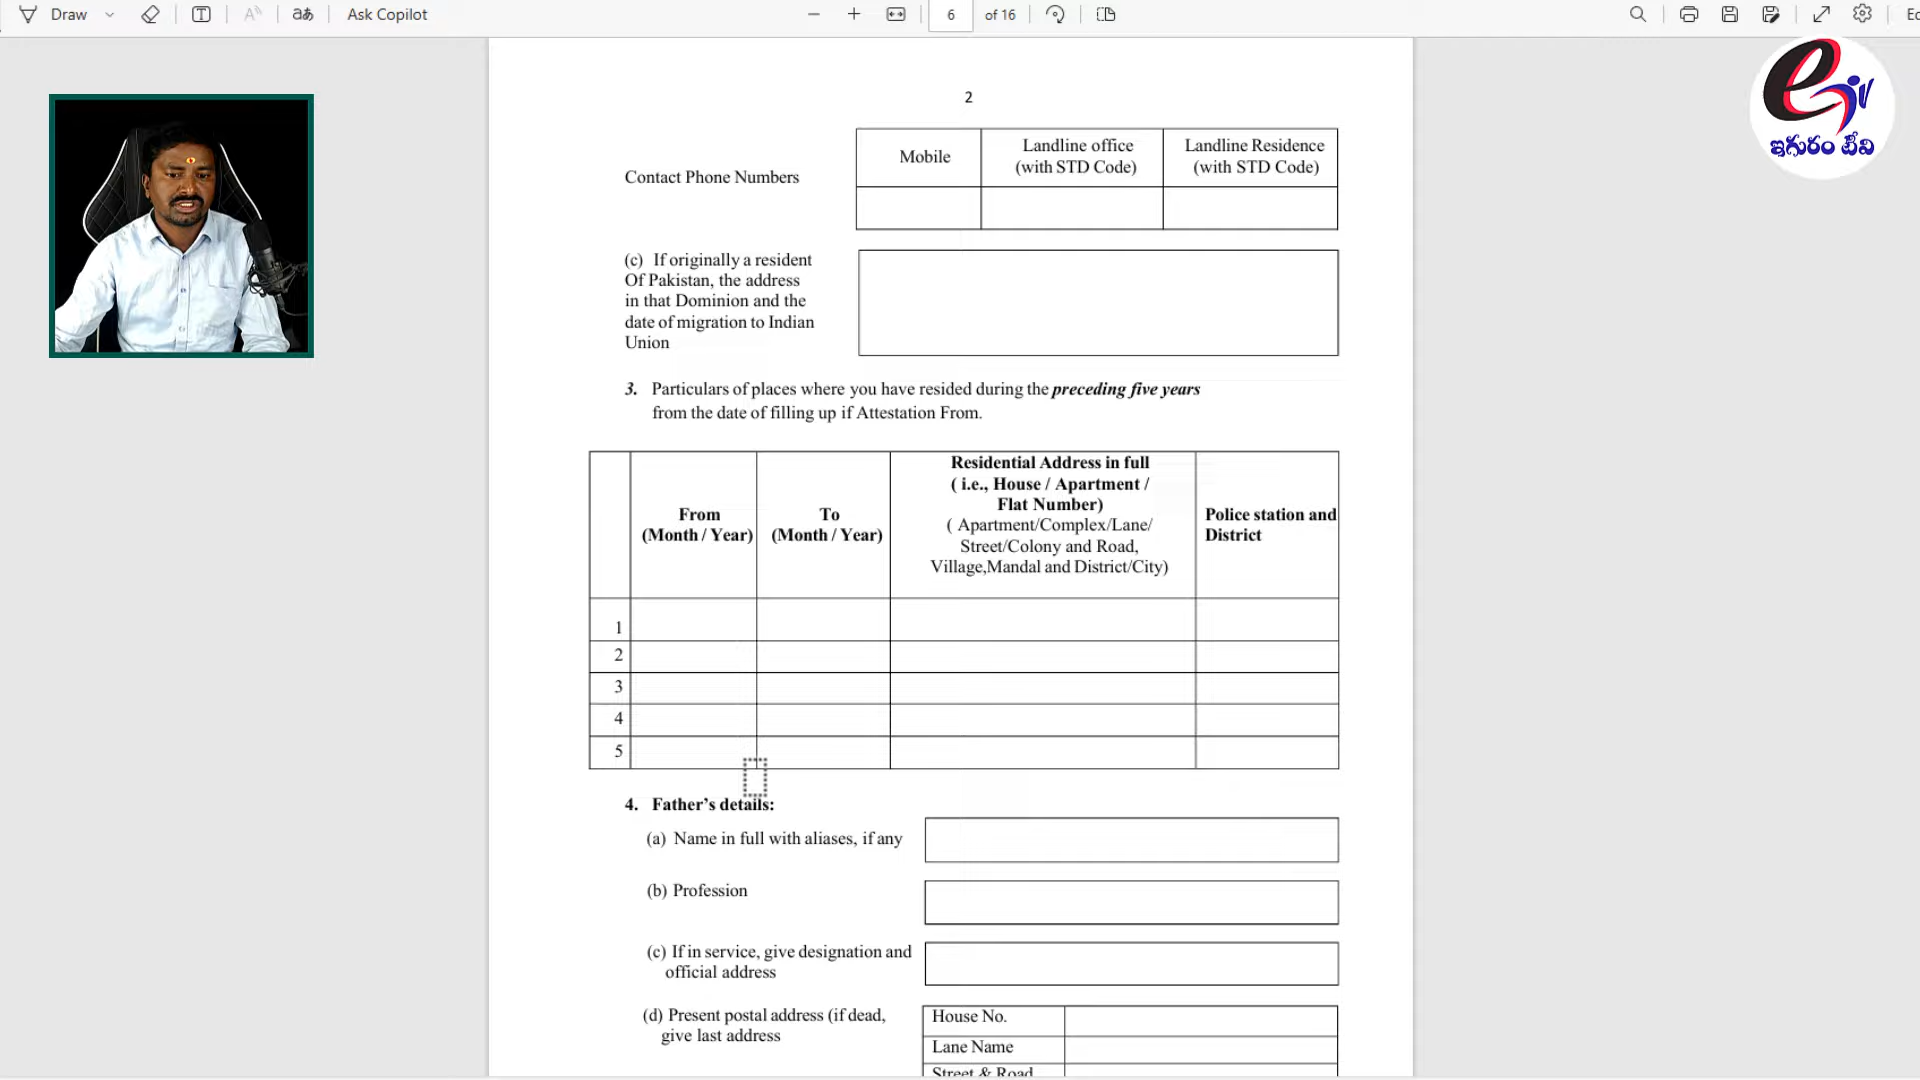 Draw
aあ
Ask Copilot
6
of 16
ఇగురం టీవి
2
Contact Phone Numbers
Mobile
Landline office
(with STD Code)
Landline Residence
(with STD Code)
(c) If originally a resident
Of Pakistan, the address
in that Dominion and the
date of migration to Indian
Union
3. Particulars of places where you have resided during the preceding five years
from the date of filling up if Attestation From.
From
(Month / Year)
To
(Month / Year)
Residential Address in full
( i.e., House / Apartment /
Flat Number)
( Apartment/Complex/Lane/
Street/Colony and Road,
Village,Mandal and District/City)
Police station and
District
1
2
3
4
5
4. Father’s details:
(a) Name in full with aliases, if any
(b) Profession
(c) If in service, give designation and
official address
(d) Present postal address (if dead,
give last address
House No.
Lane Name
Street & Road